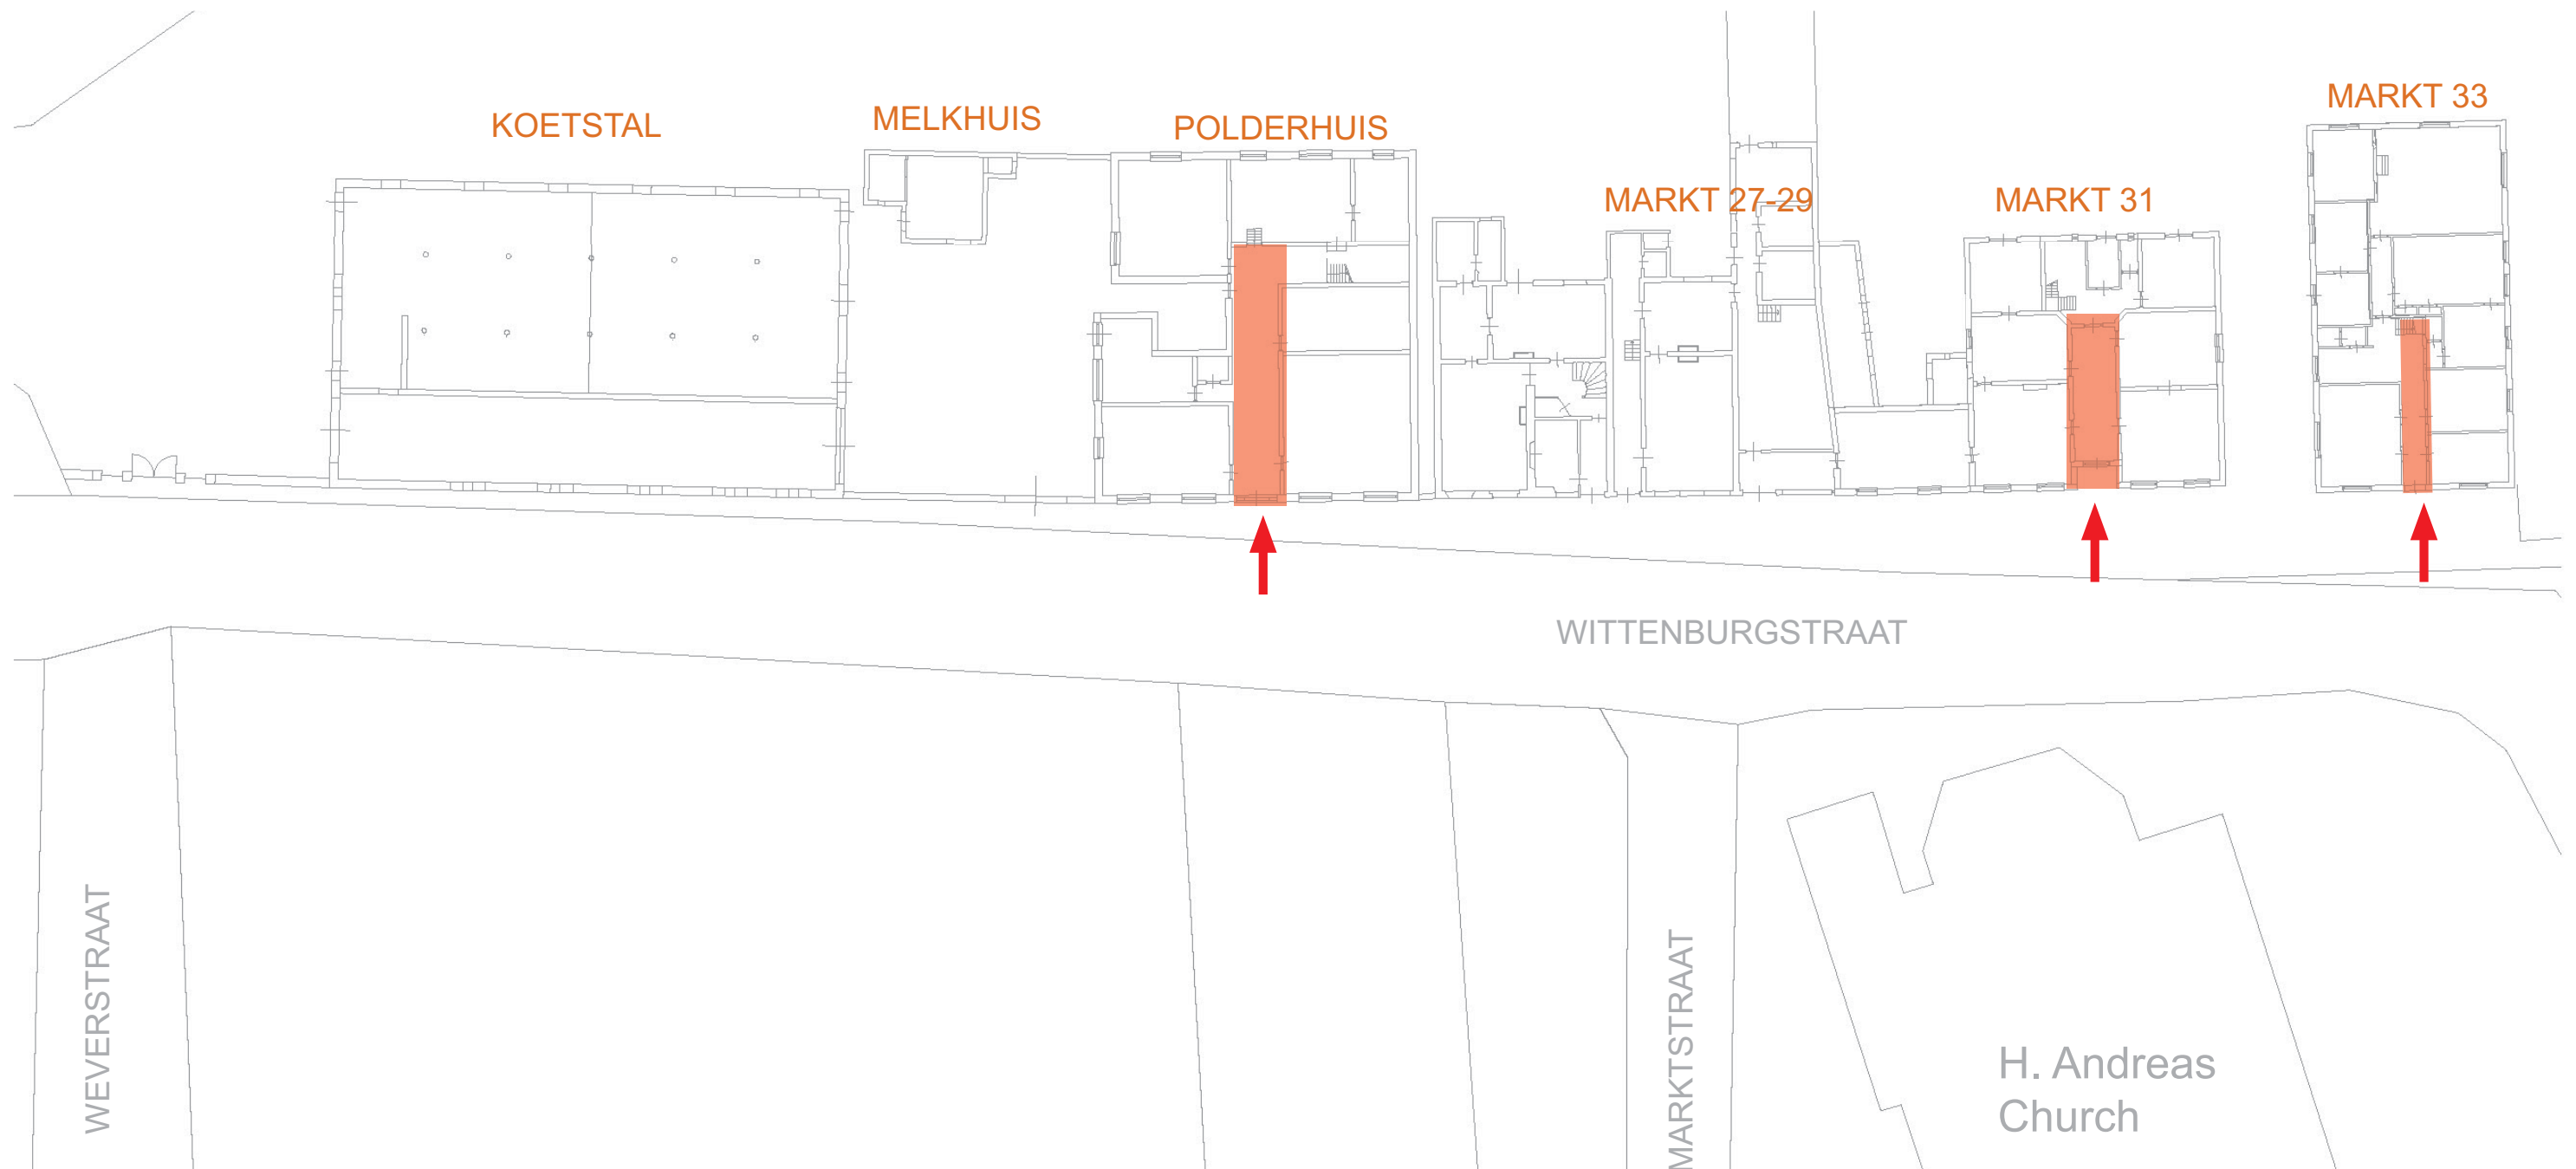 KOETSTAL
MELKHUIS
POLDERHUIS
MARKT 27-29
MARKT 31
MARKT 33
WITTENBURGSTRAAT
WEVERSTRAAT
MARKTSTRAAT
H. Andreas
Church